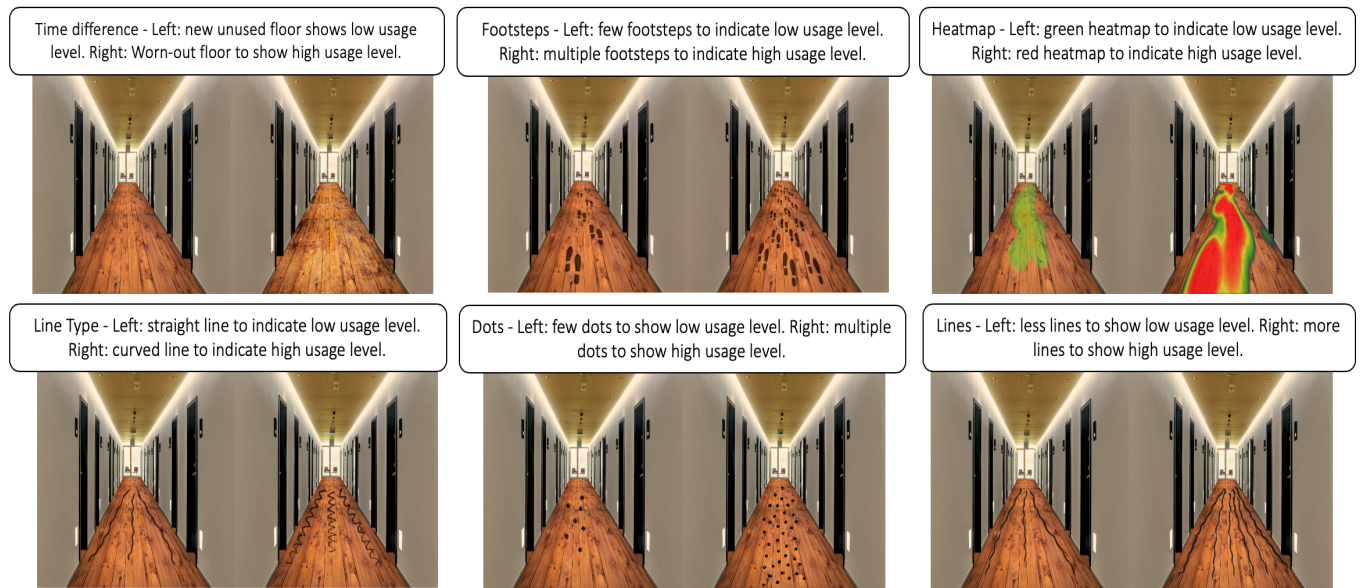 Time difference - Left: new unused floor shows low usage
level. Right: Worn-out floor to show high usage level.
Footsteps - Left: few footsteps to indicate low usage level.
Right: multiple footsteps to indicate high usage level.
Heatmap - Left: green heatmap to indicate low usage level.
Right: red heatmap to indicate high usage level.
Line Type - Left: straight line to indicate low usage level.
Right: curved line to indicate high usage level.
Dots - Left: few dots to show low usage level. Right: multiple
dots to show high usage level.
Lines - Left: less lines to show low usage level. Right: more
lines to show high usage level.